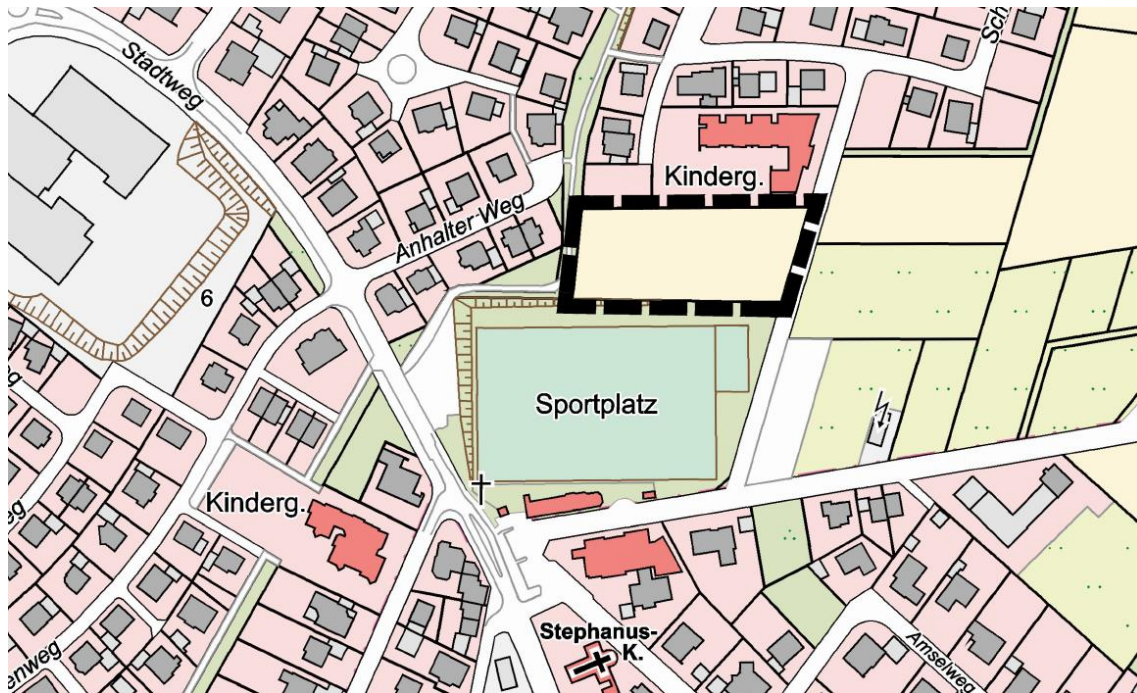 Stadtweg
Sch
Kinderg.
Anhalter Weg
6
Sportplatz
Kinderg.
Stephanus-
K.
Amselweg
enweg